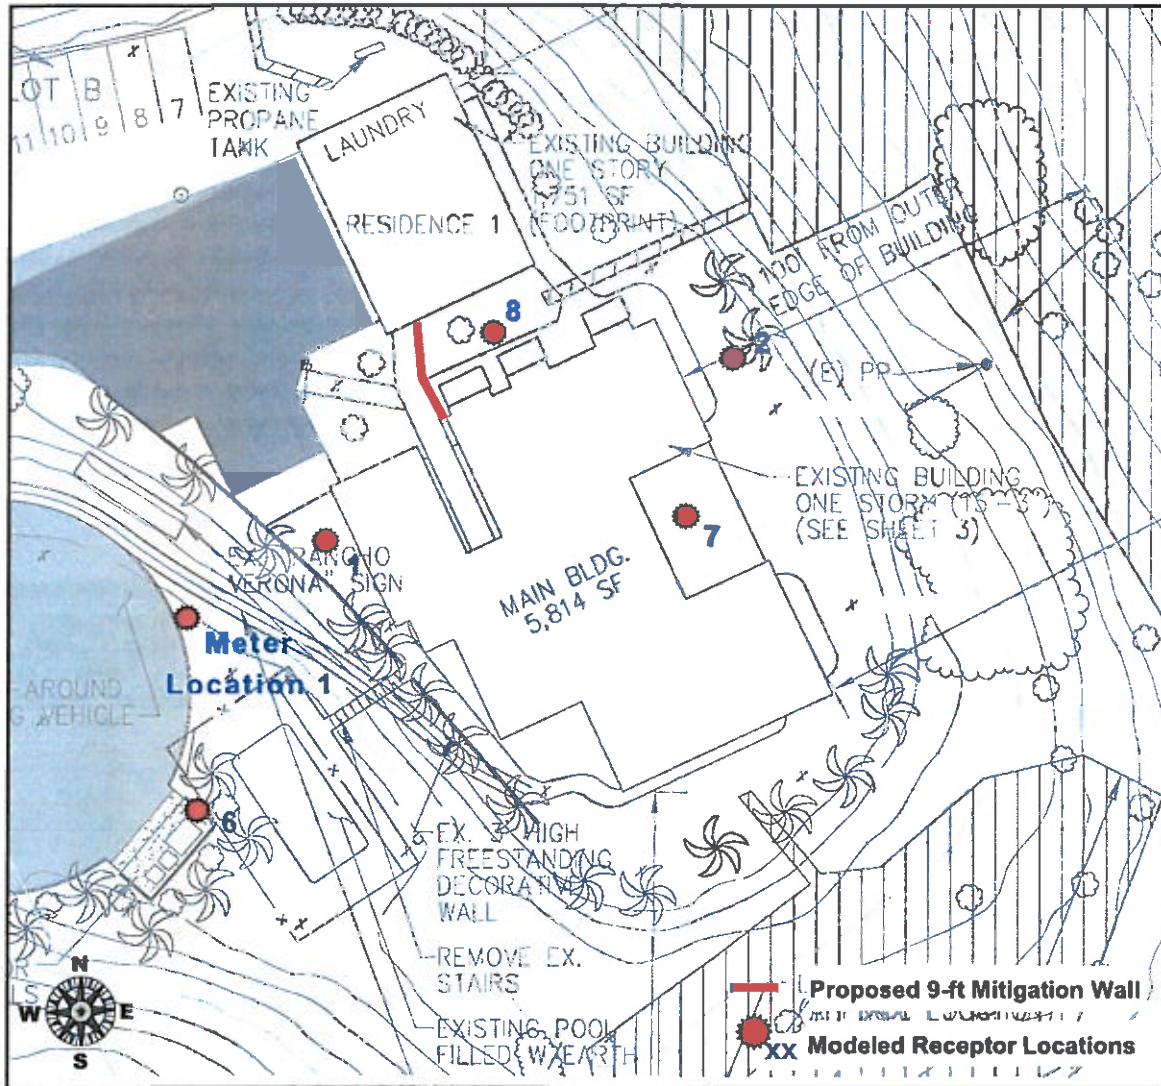 LOT B
11 10 9 8 7
EXISTING
PROPANE
TANK
LAUNDRY
RESIDENCE 1
EXISTING BUILDING
ONE STORY
1,751 SF
(FOOTPRINT)
100' FROM OUTER
EDGE OF BUILDING
8
2
(E) PP
EXISTING BUILDING
ONE STORY (15'-3")
(SEE SHEET 3)
7
MAIN BLDG.
5,814 SF
1
EX. "RANCHO
VERONA" SIGN
Meter
Location 1
AROUND
VEHICLE
6
EX. 3' HIGH
FREESTANDING
DECORATIVE
WALL
REMOVE EX.
STAIRS
EXISTING POOL
FILLED W/EARTH
N
W E
S
Proposed 9-ft Mitigation Wall
XX Modeled Receptor Locations